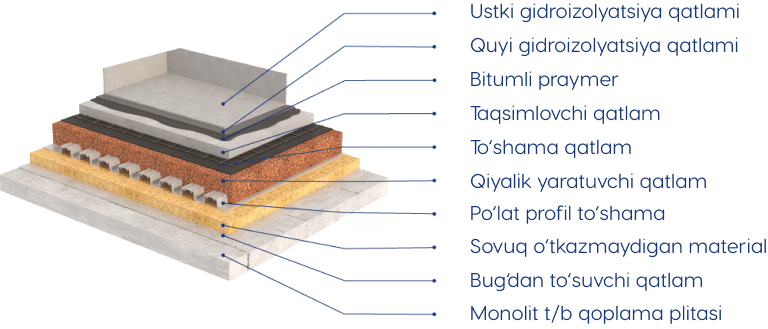 Ustki gidroizolyatsiya qatlami
Quyi gidroizolyatsiya qatlami
Bitumli praymer
Taqsimlovchi qatlam
To‘shama qatlam
Qiyalik yaratuvchi qatlam
Po‘lat profil to‘shama
Sovuq o‘tkazmaydigan material
Bug‘dan to‘suvchi qatlam
Monolit t/b qoplama plitasi